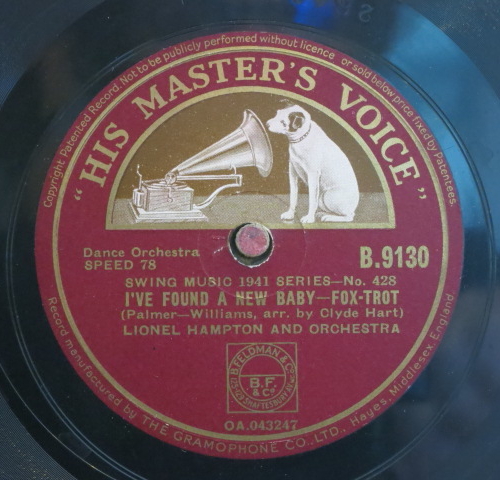 Copyright Patented Record. Not to be publicly performed without licence or sold below price fixed by Patentees.
"HIS MASTER'S VOICE"
Dance Orchestra
SPEED 78
B.9130
SWING MUSIC 1941 SERIES—No. 428
I'VE FOUND A NEW BABY—FOX-TROT
(Palmer—Williams, arr. by Clyde Hart)
LIONEL HAMPTON AND ORCHESTRA
B. FELDMAN & Co
B.F.
& Co
OA.043247
Record manufactured by THE GRAMOPHONE CO., LTD., Hayes, Middlesex England.